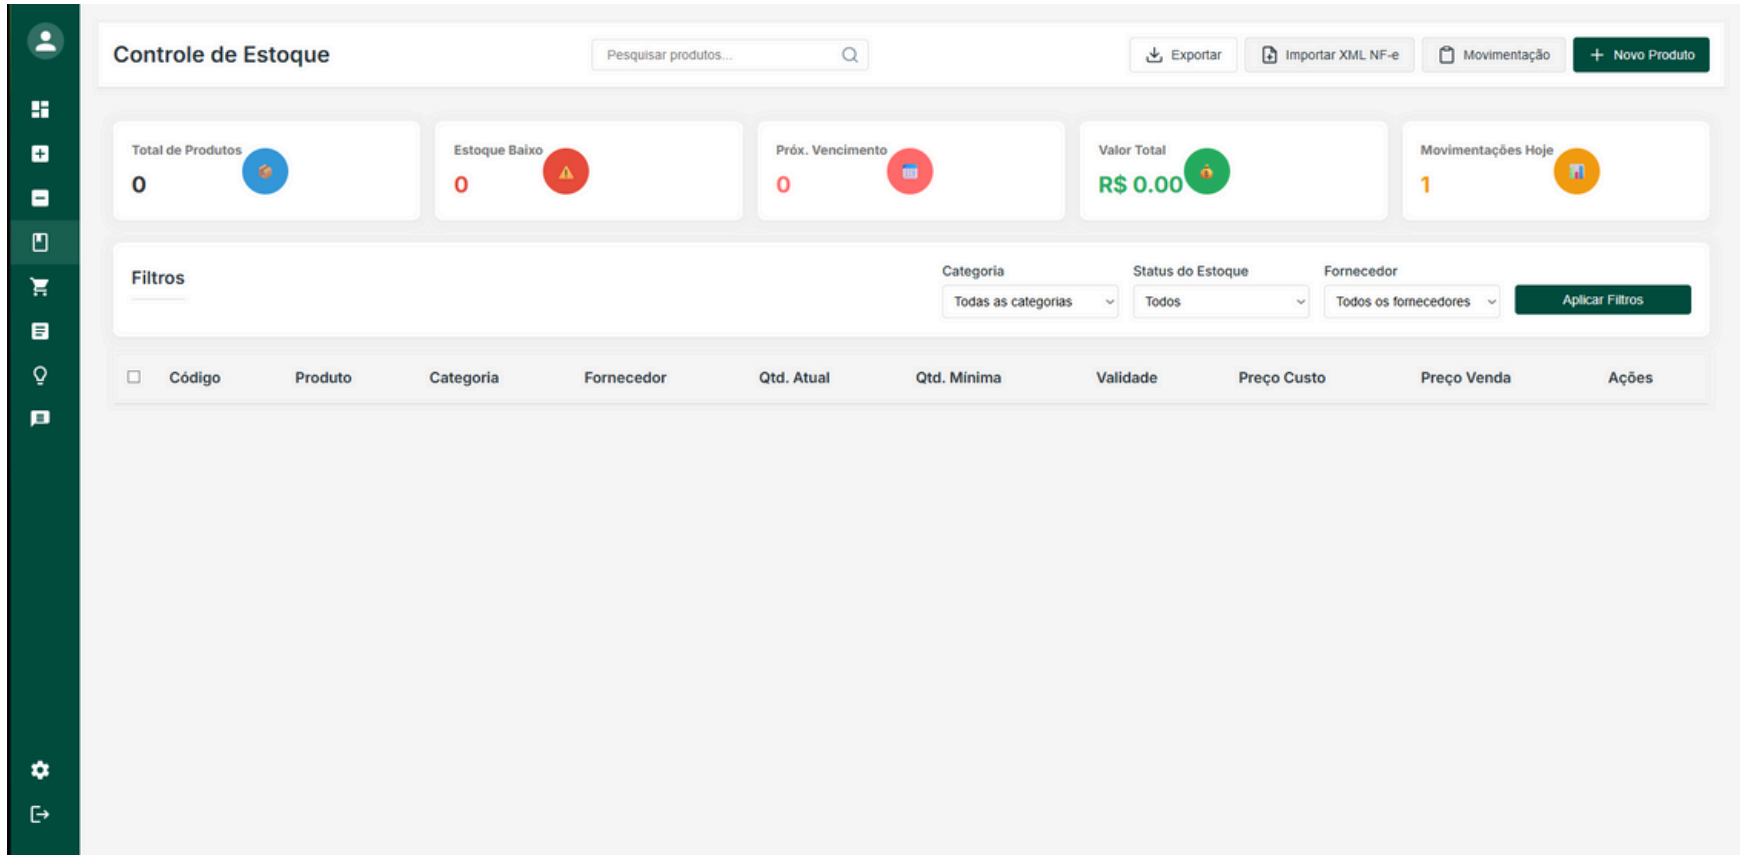 Controle de Estoque
Pesquisar produtos...
Exportar
Importar XML NF-e
Movimentação
+ Novo Produto
Total de Produtos
0
Estoque Baixo
0
Próx. Vencimento
0
Valor Total
R$ 0.00
Movimentações Hoje
1
Filtros
Categoria
Todas as categorias
Status do Estoque
Todos
Fornecedor
Todos os fornecedores
Aplicar Filtros
Código Produto Categoria Fornecedor Qtd. Atual Qtd. Mínima Validade Preço Custo Preço Venda Ações